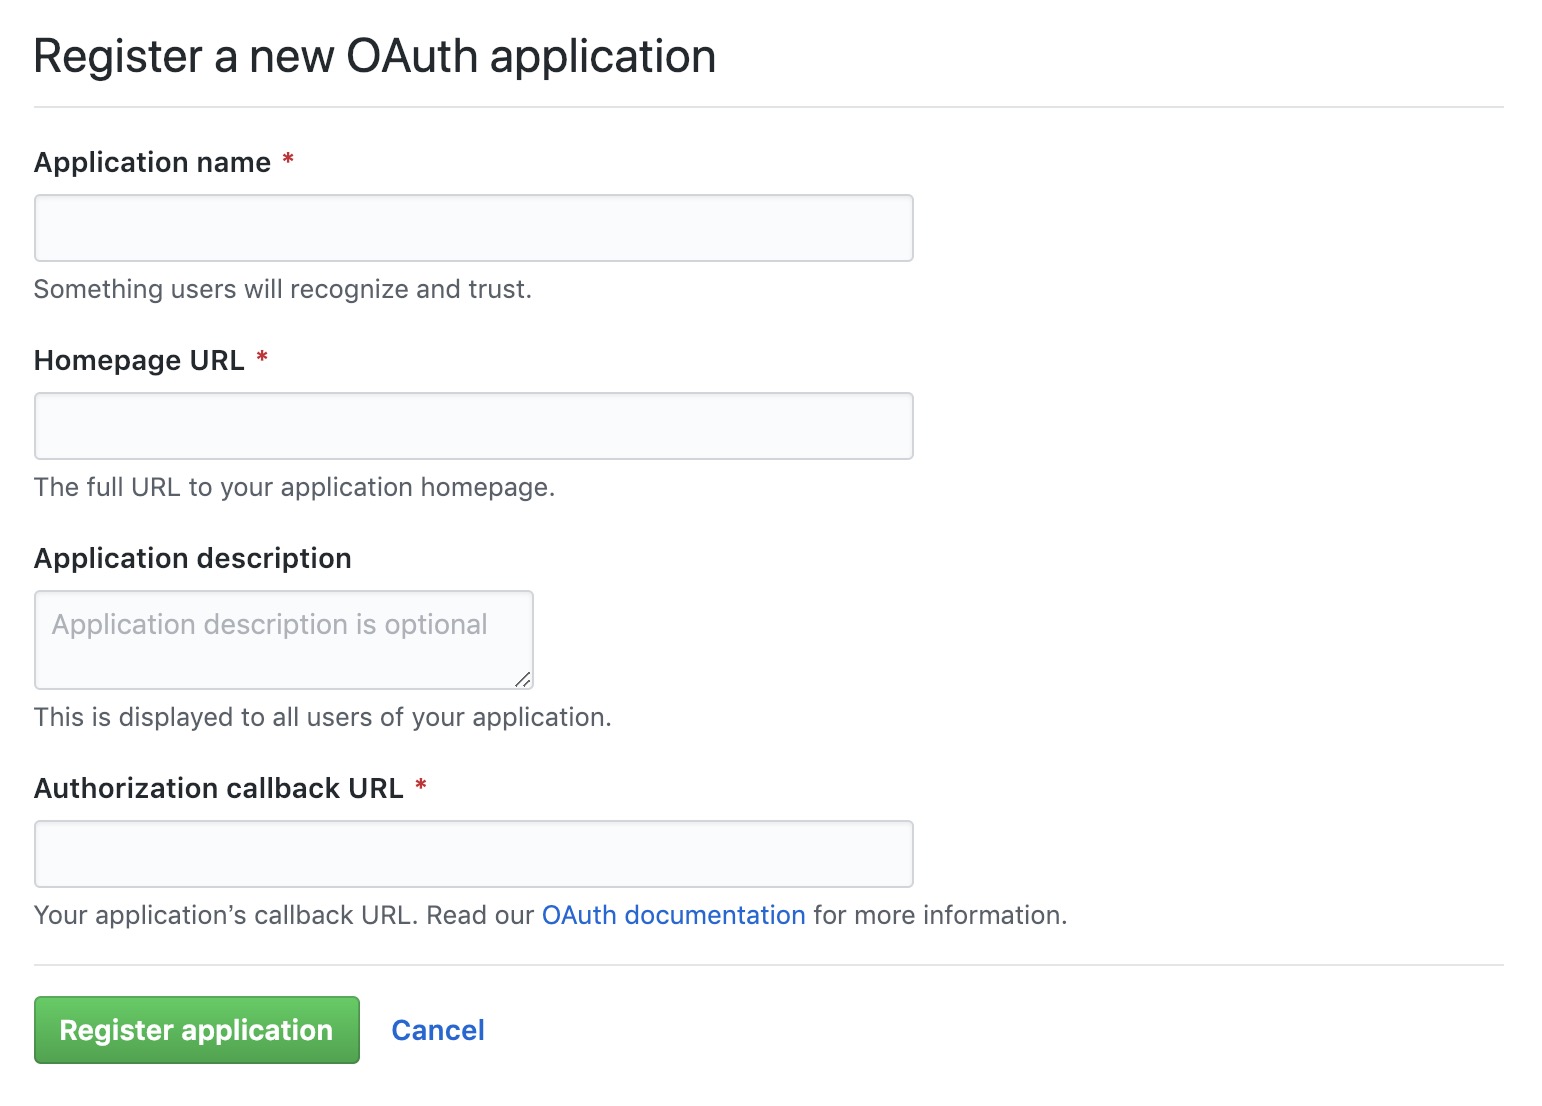 Register a new OAuth application
Application name *
Something users will recognize and trust.
Homepage URL *
The full URL to your application homepage.
Application description
Application description is optional
This is displayed to all users of your application.
Authorization callback URL *
Your application’s callback URL. Read our OAuth documentation for more information.
Register application Cancel